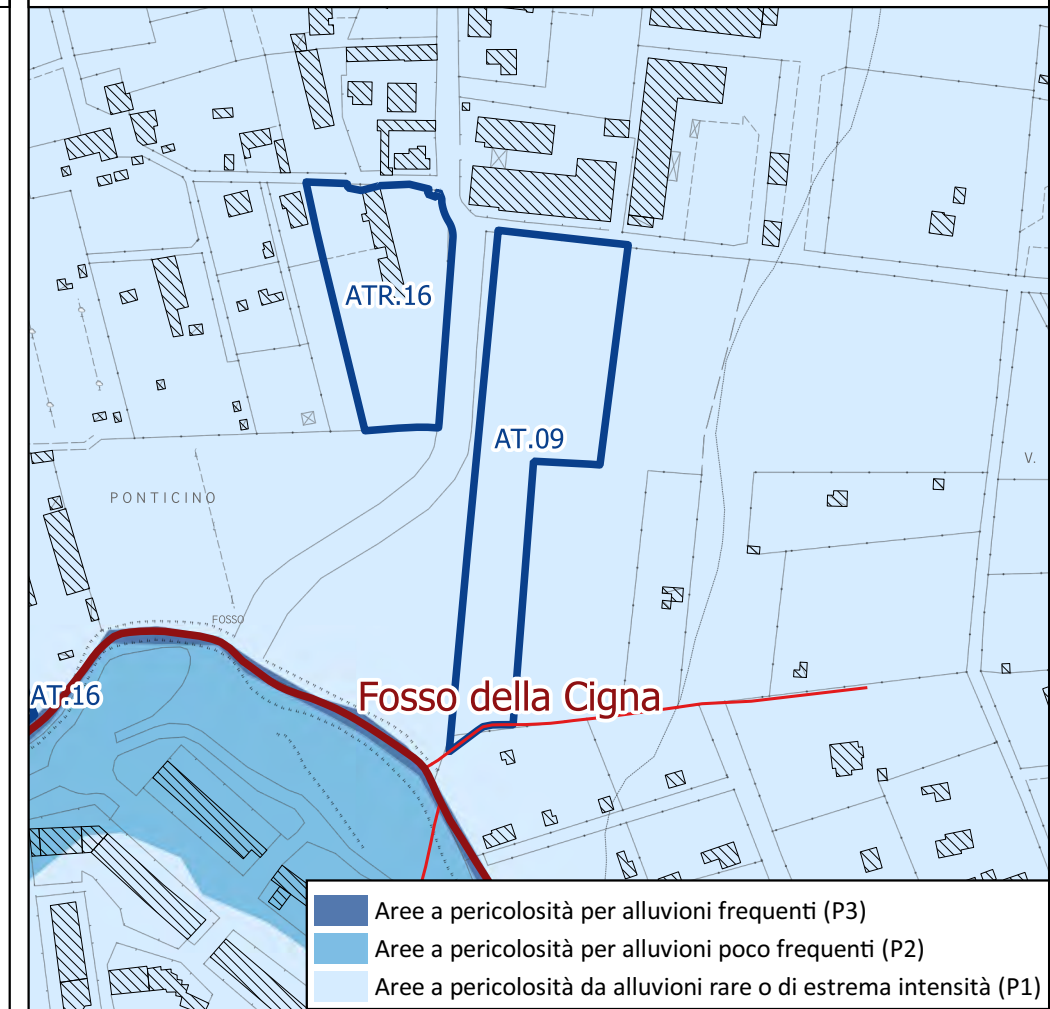 ATR.16
AT.09
V.
PONTICINO
FOSSO
AT.16
Fosso della Cigna
Aree a pericolosità per alluvioni frequenti (P3)
Aree a pericolosità per alluvioni poco frequenti (P2)
Aree a pericolosità da alluvioni rare o di estrema intensità (P1)